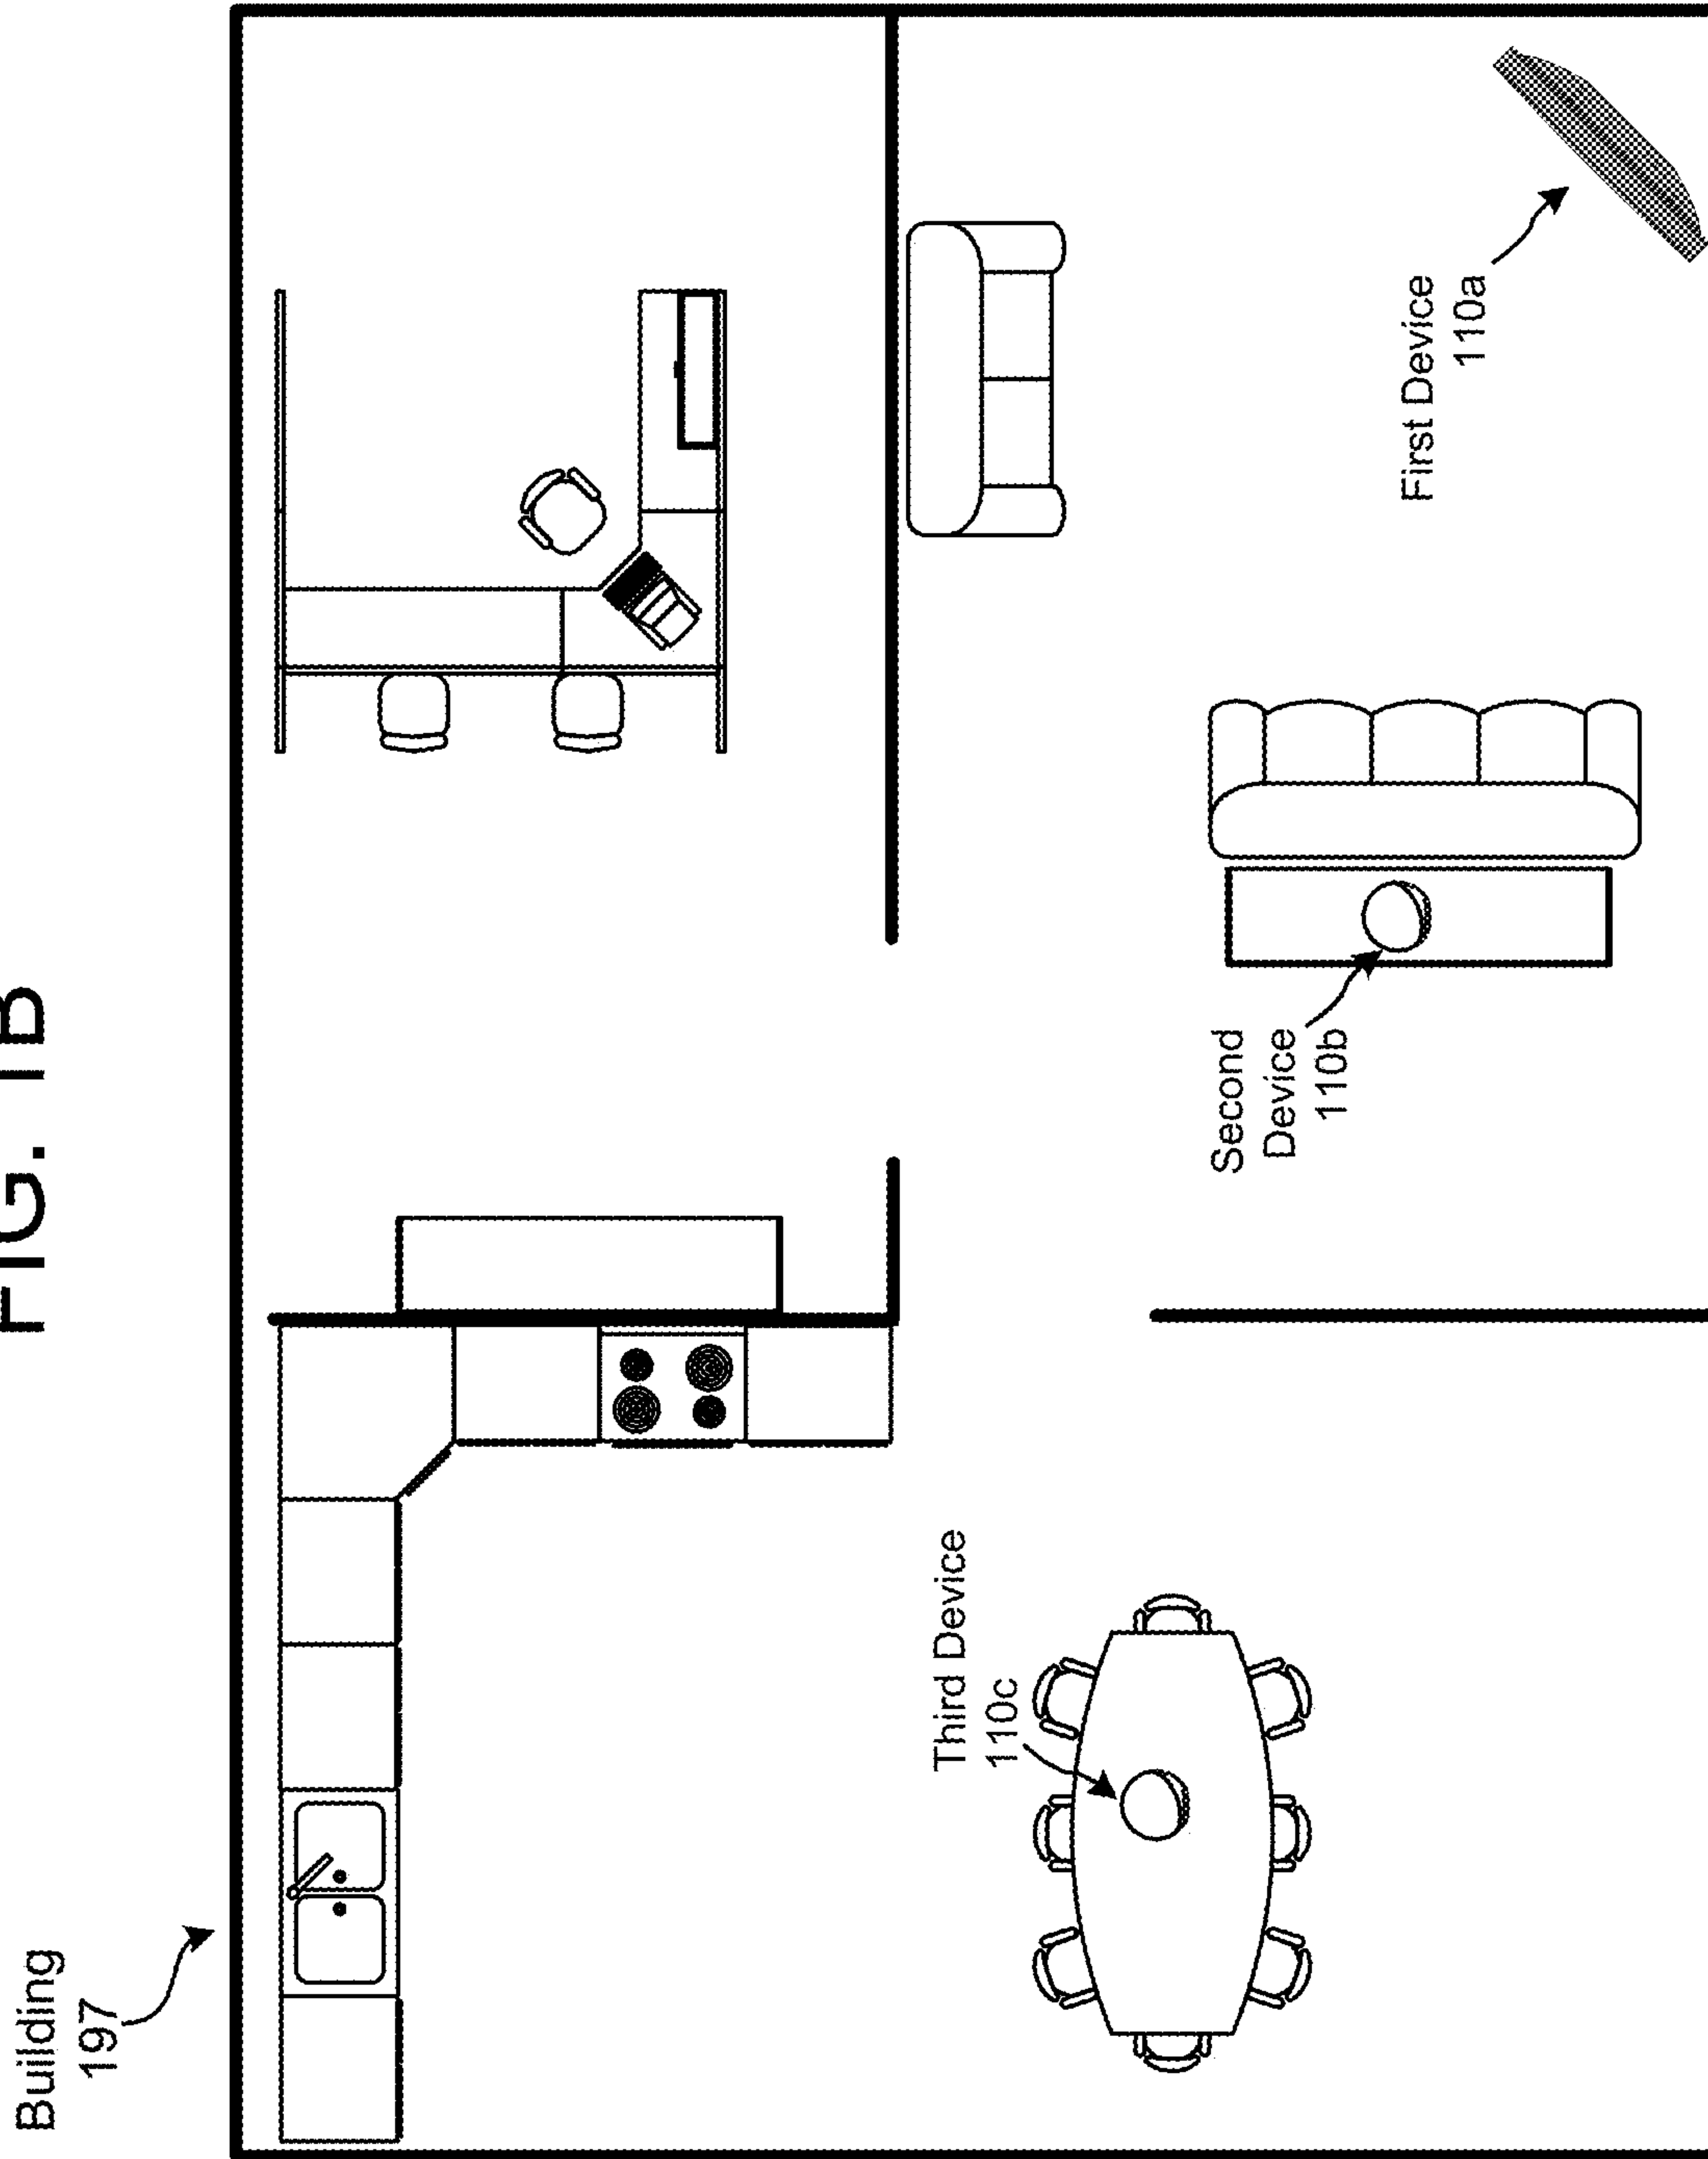 FIG. 1B
Building
197
Third Device
110c
Second
Device
110b
First Device
110a